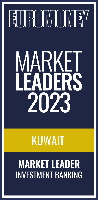 EUROMONEY
MARKET
LEADERS
2023
KUWAIT
MARKET LEADER
INVESTMENT BANKING